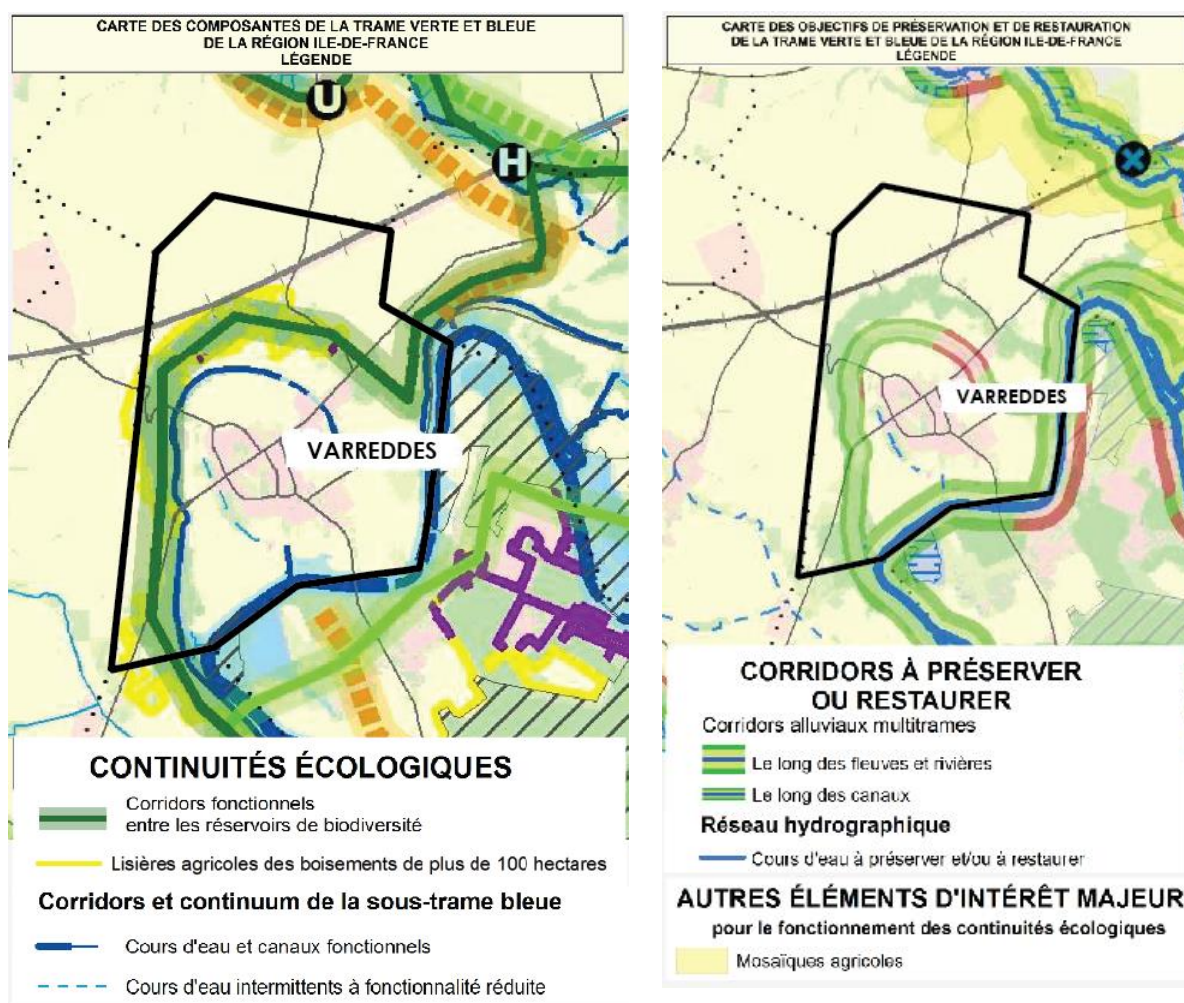 CARTE DES COMPOSANTES DE LA TRAME VERTE ET BLEUE
DE LA RÉGION ILE-DE-FRANCE
LÉGENDE
U
H
VARREDDES
CONTINUITÉS ÉCOLOGIQUES
Corridors fonctionnels
entre les réservoirs de biodiversité
Lisières agricoles des boisements de plus de 100 hectares
Corridors et continuum de la sous-trame bleue
Cours d'eau et canaux fonctionnels
Cours d'eau intermittents à fonctionnalité réduite
CARTE DES OBJECTIFS DE PRÉSERVATION ET DE RESTAURATION
DE LA TRAME VERTE ET BLEUE DE LA RÉGION ILE-DE-FRANCE
LÉGENDE
VARREDDES
CORRIDORS À PRÉSERVER
OU RESTAURER
Corridors alluviaux multitrames
Le long des fleuves et rivières
Le long des canaux
Réseau hydrographique
Cours d'eau à préserver et/ou à restaurer
AUTRES ÉLÉMENTS D'INTÉRÊT MAJEUR
pour le fonctionnement des continuités écologiques
Mosaïques agricoles